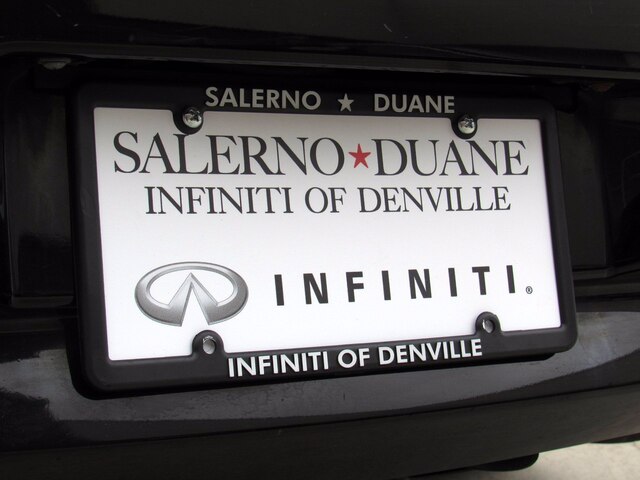 SALERNO ★ DUANE
SALERNO★DUANE
INFINITI OF DENVILLE
INFINITI®
INFINITI OF DENVILLE